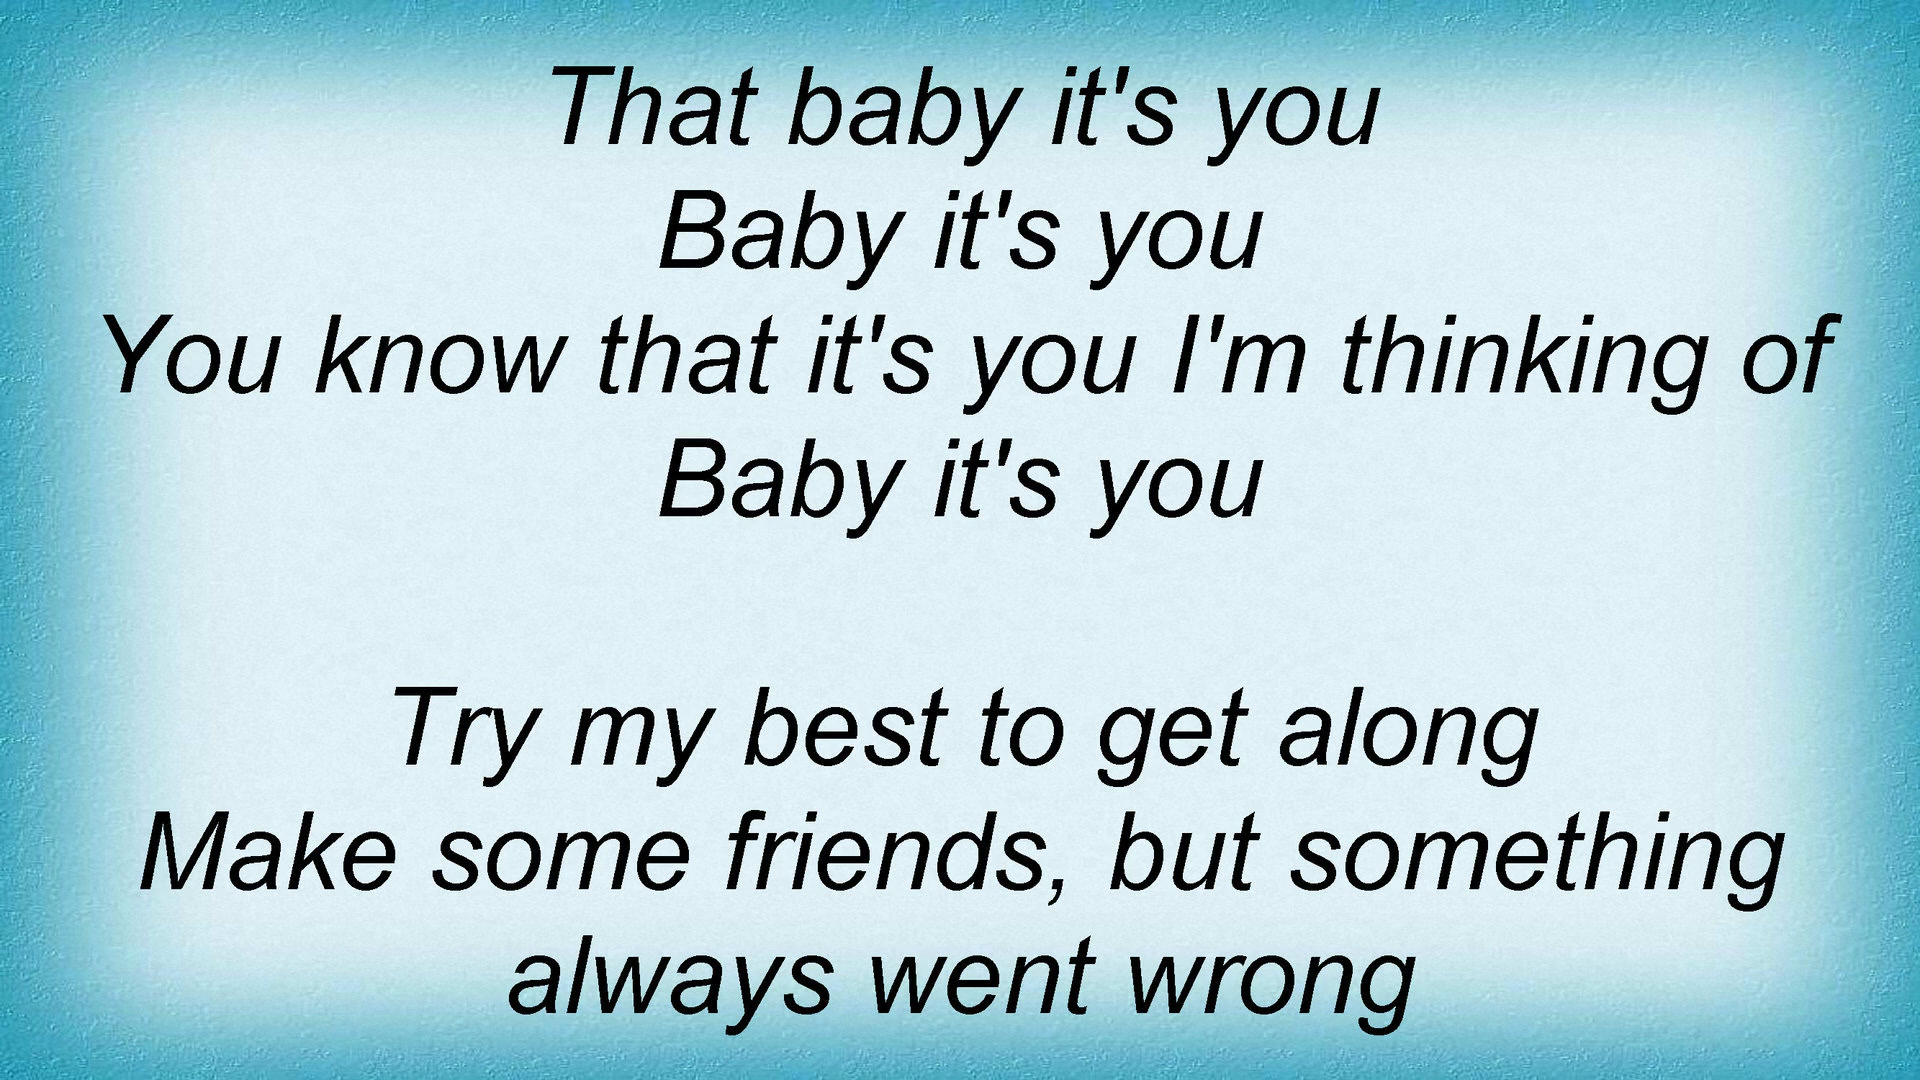 That baby it's you
Baby it's you
You know that it's you I'm thinking of
Baby it's you
Try my best to get along
Make some friends, but something
always went wrong